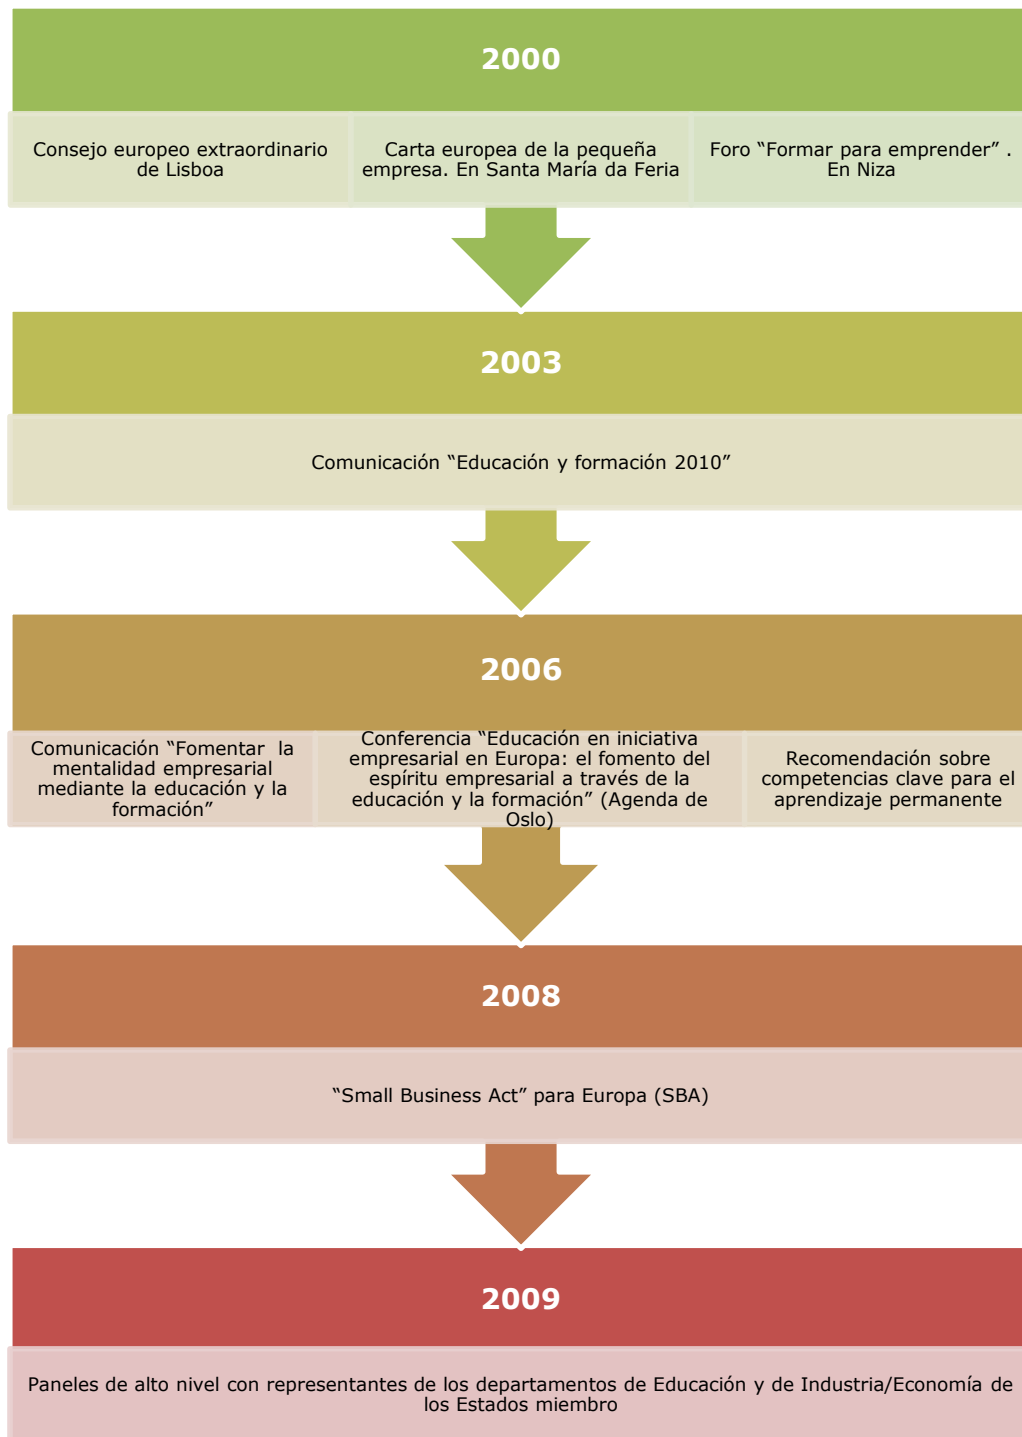 2000
Consejo europeo extraordinario
de Lisboa
Carta europea de la pequeña
empresa. En Santa María da Feria
Foro “Formar para emprender” .
En Niza
2003
Comunicación “Educación y formación 2010”
2006
Comunicación “Fomentar  la
mentalidad empresarial
mediante la educación y la
formación”
Conferencia “Educación en iniciativa
empresarial en Europa: el fomento del
espíritu empresarial a través de la
educación y la formación” (Agenda de
Oslo)
Recomendación sobre
competencias clave para el
aprendizaje permanente
2008
“Small Business Act” para Europa (SBA)
2009
Paneles de alto nivel con representantes de los departamentos de Educación y de Industria/Economía de
los Estados miembro